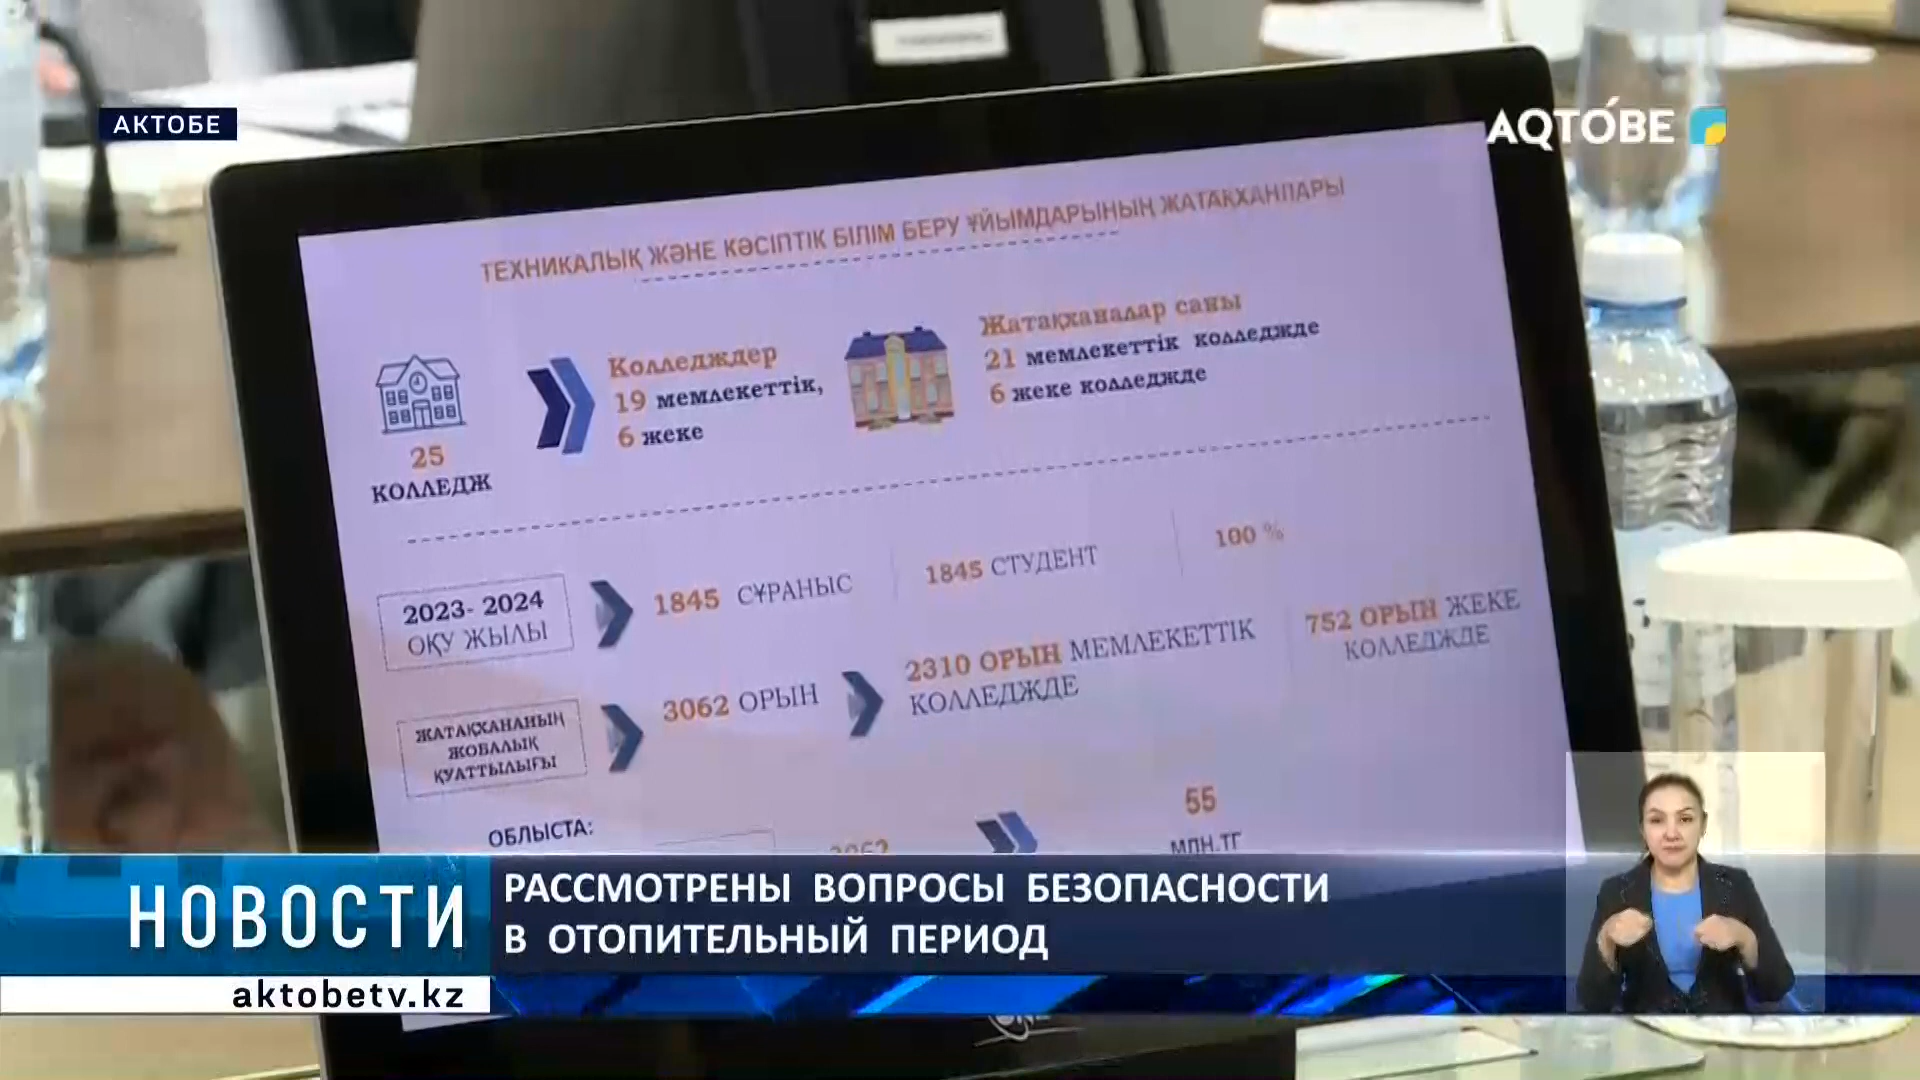 АКТОБЕ
AQTÓBE
ТЕХНИКАЛЫҚ ЖӘНЕ КӘСІПТІК БІЛІМ БЕРУ ҰЙЫМДАРЫНЫҢ ЖАТАҚХАНЛАРЫ
25
КОЛЛЕДЖ
Колледждер
19 мемлекеттік,
6 жеке
Жатақханалар саны
21 мемлекеттік колледжде
6 жеке колледжде
2023- 2024
ОҚУ ЖЫЛЫ
1845 СҰРАНЫС
1845 СТУДЕНТ
100 %
ЖАТАҚХАНАНЫҢ
ЖОБАЛЫҚ
ҚУАТТЫЛЫҒЫ
3062 ОРЫН
2310 ОРЫН МЕМЛЕКЕТТІК
КОЛЛЕДЖДЕ
752 ОРЫН ЖЕКЕ
КОЛЛЕДЖДЕ
ОБЛЫСТА:
3062
55
МЛН.ТГ
НОВОСТИ
aktobetv.kz
РАССМОТРЕНЫ ВОПРОСЫ БЕЗОПАСНОСТИ
В ОТОПИТЕЛЬНЫЙ ПЕРИОД